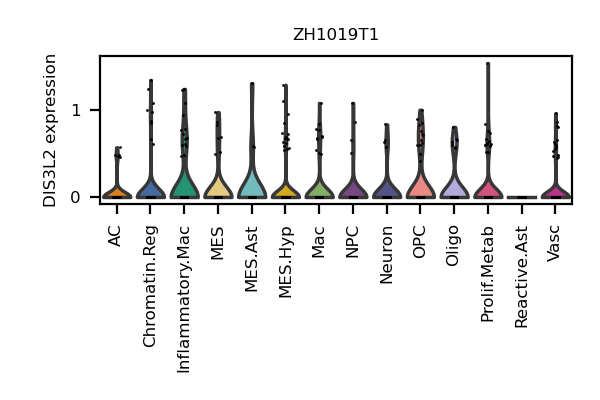 ZH1019T1
DIS3L2 expression
1
0
AC
Chromatin.Reg
Inflammatory.Mac
MES
MES.Ast
MES.Hyp
Mac
NPC
Neuron
OPC
Oligo
Prolif.Metab
Reactive.Ast
Vasc